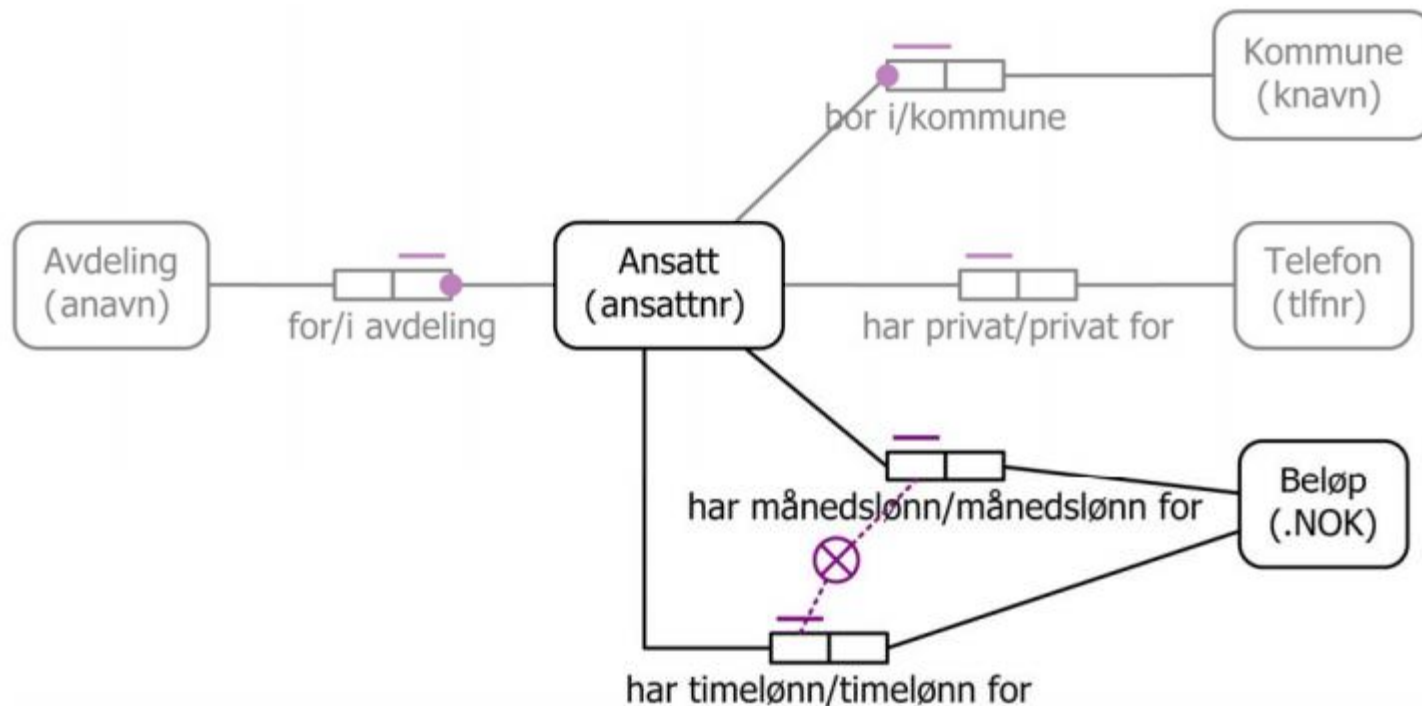 Kommune
(knavn)
bor i/kommune
Avdeling
(anavn)
for/i avdeling
Ansatt
(ansattnr)
har privat/privat for
Telefon
(tlfnr)
har månedslønn/månedslønn for
Beløp
(.NOK)
har timelønn/timelønn for